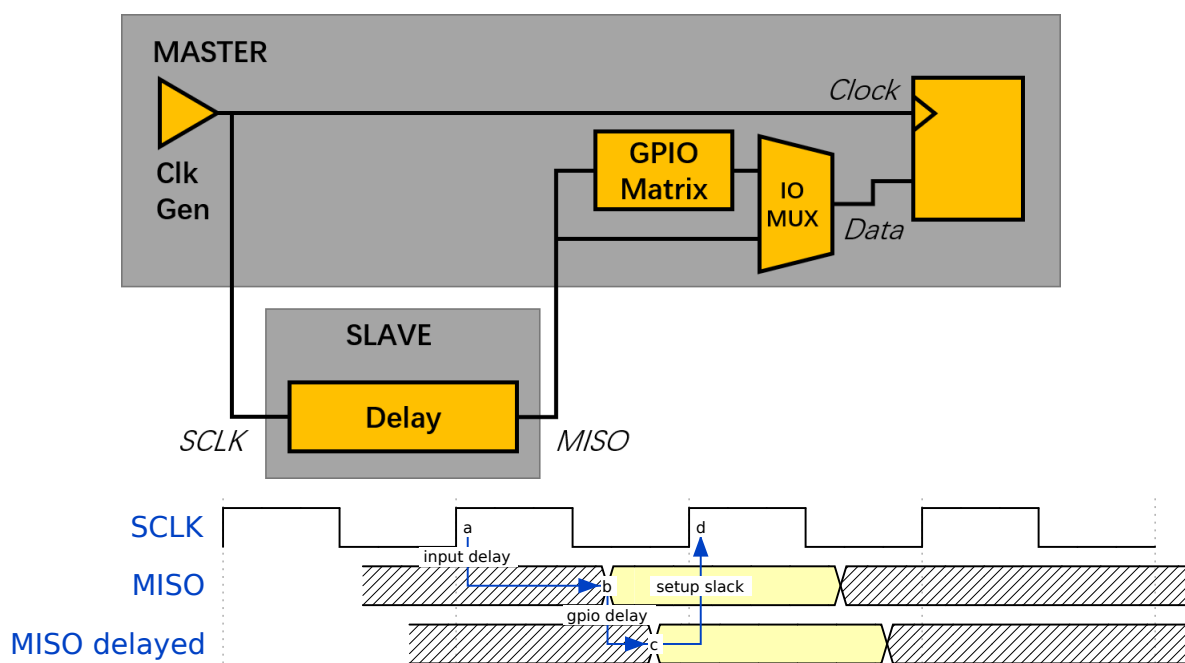 MASTER
Clk
Gen
Clock
GPIO
Matrix
IO
MUX
Data
SLAVE
Delay
SCLK
MISO
SCLK
a
d
input delay
MISO
b
setup slack
gpio delay
MISO delayed
c